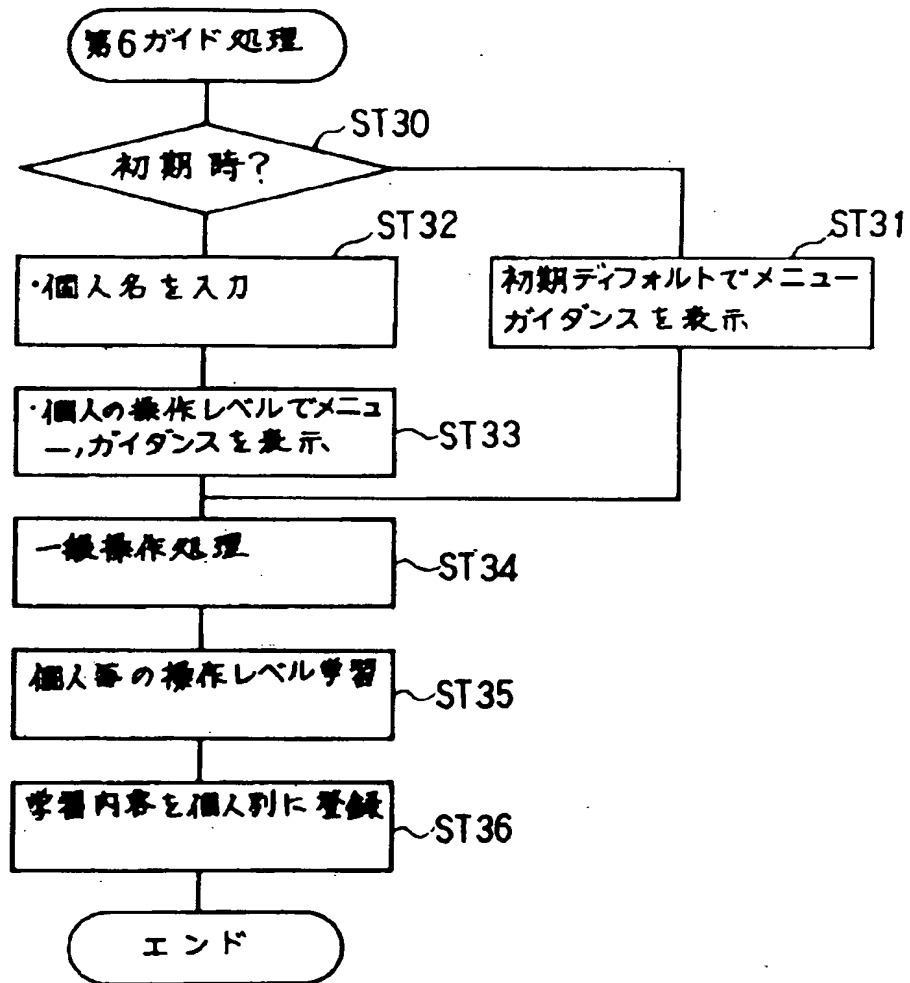 第6ガイド処理
ST30
初期時?
ST32
・個人名を入力
ST31
初期ディフォルトでメニュー
ガイダンスを表示
・個人の操作レベルでメニュ
ー,ガイダンスを表示
ST33
一般操作処理
ST34
個人毎の操作レベル学習
ST35
学習内容を個人別に登録
ST36
エンド